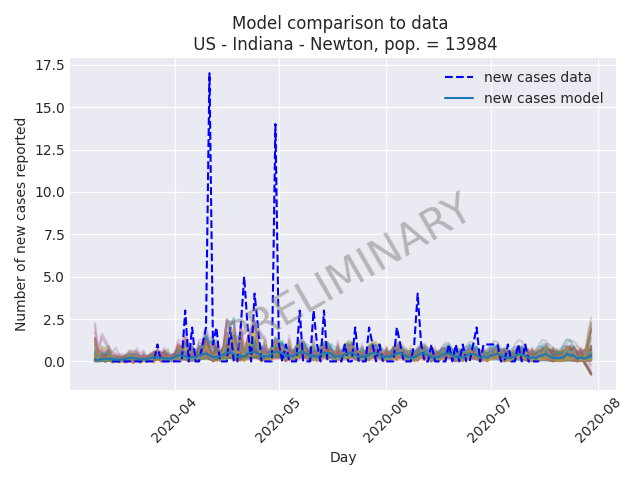 Model comparison to data
US - Indiana - Newton, pop. = 13984
17.5
15.0
12.5
10.0
7.5
5.0
2.5
0.0
Number of new cases reported
new cases data
new cases model
PRELIMINARY
2020-04
2020-05
2020-06
2020-07
2020-08
Day